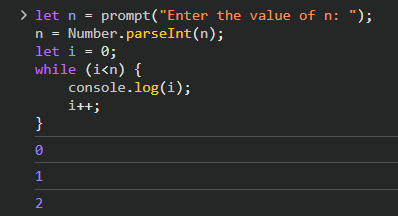 > let n = prompt("Enter the value of n: ");
n = Number.parseInt(n);
let i = 0;
while (i<n) {
    console.log(i);
    i++;
}
0
1
2